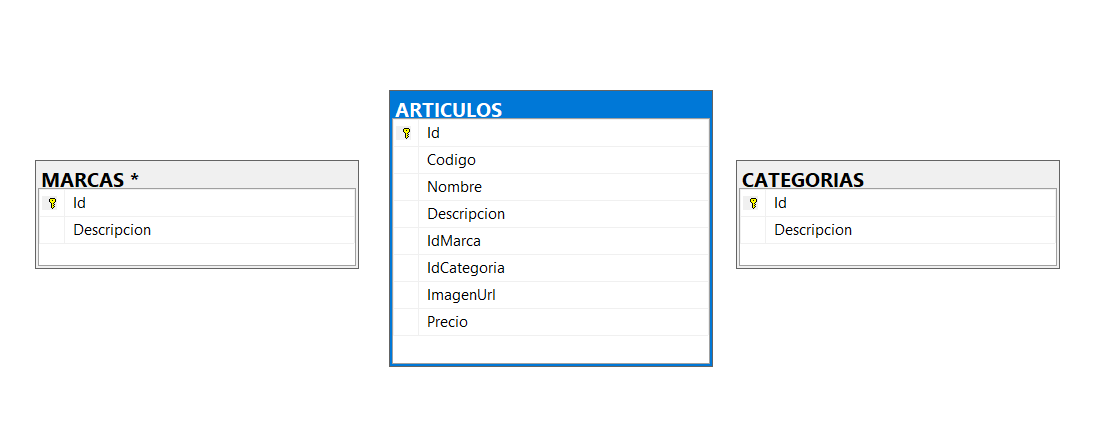 MARCAS *
Id
Descripcion
ARTICULOS
Id
Codigo
Nombre
Descripcion
IdMarca
IdCategoria
ImagenUrl
Precio
CATEGORIAS
Id
Descripcion